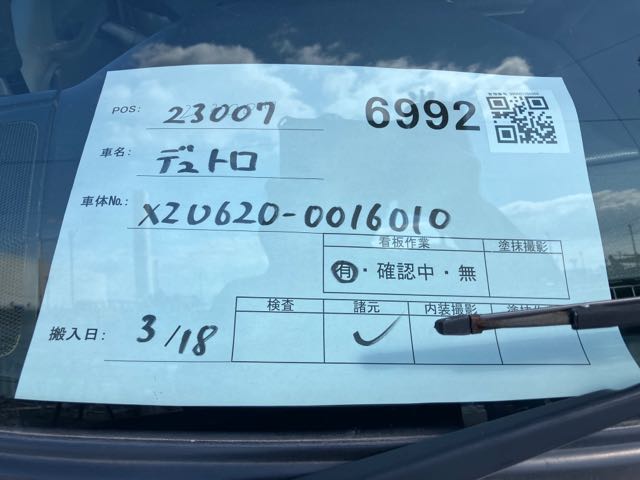 POS: 23007
6992
車名: デュトロ
車体No.: XZU620-0016010
看板作業 塗抹撮影
有・確認中・無
検査 諸元 内装撮影
搬入日: 3/18 ✓